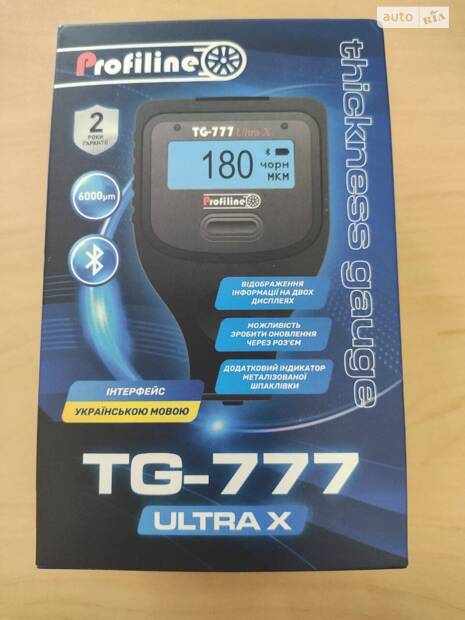 auto RIA
Profiline
thickness gauge
2
РОКИ
ГАРАНТІЇ
6000µm
TG-777 Ultra X
180 чорн
МКМ
Profiline
ВІДОБРАЖЕННЯ
ІНФОРМАЦІЇ НА ДВОХ
ДИСПЛЕЯХ
МОЖЛИВІСТЬ
ЗРОБИТИ ОНОВЛЕННЯ
ЧЕРЕЗ РОЗ'ЄМ
ДОДАТКОВИЙ ІНДИКАТОР
МЕТАЛІЗОВАНОЇ
ШПАКЛІВКИ
ІНТЕРФЕЙС
УКРАЇНСЬКОЮ МОВОЮ
TG-777
ULTRA X